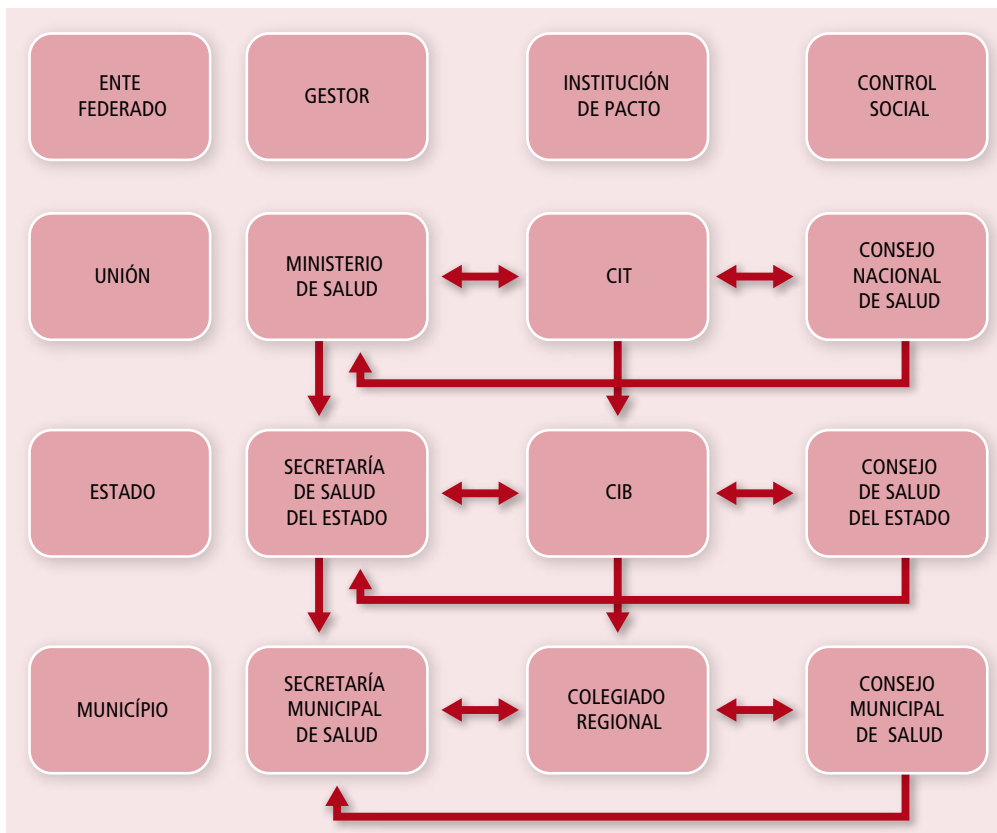 ENTE
FEDERADO
GESTOR
INSTITUCIÓN
DE PACTO
CONTROL
SOCIAL
UNIÓN
MINISTERIO
DE SALUD
CIT
CONSEJO
NACIONAL
DE SALUD
ESTADO
SECRETARÍA
DE SALUD
DEL ESTADO
CIB
CONSEJO
DE SALUD
DEL ESTADO
MUNICÍPIO
SECRETARÍA
MUNICIPAL
DE SALUD
COLEGIADO
REGIONAL
CONSEJO
MUNICIPAL
DE SALUD